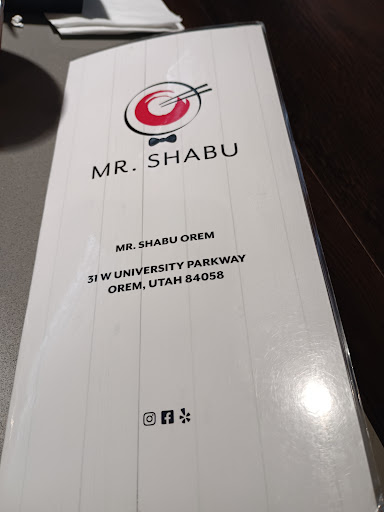 MR. SHABU
MR. SHABU OREM
31 W UNIVERSITY PARKWAY
OREM, UTAH 84058